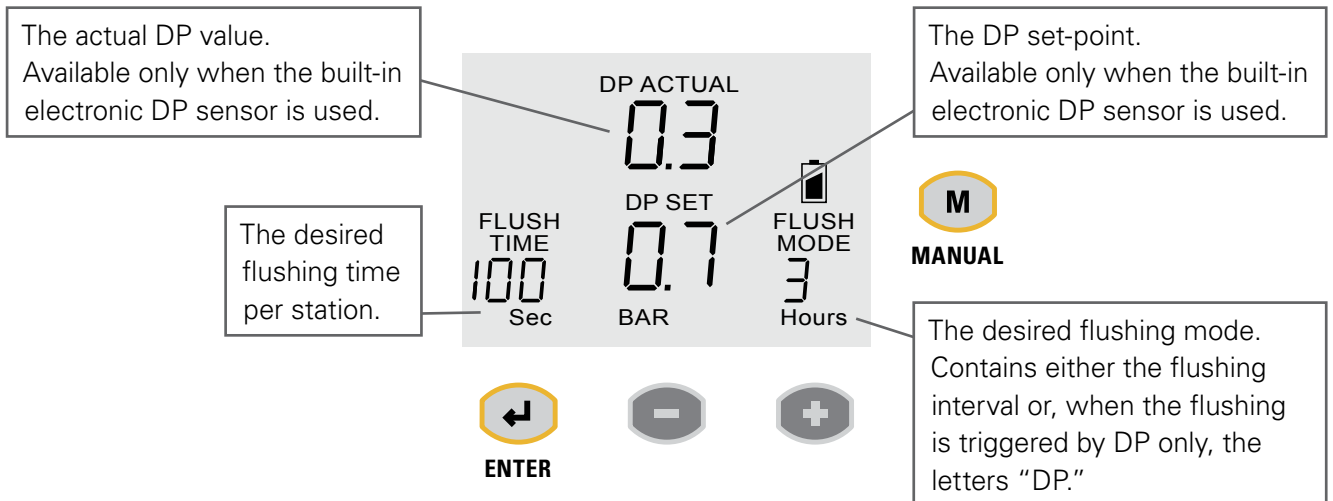 The actual DP value.
Available only when the built-in
electronic DP sensor is used.
The DP set-point.
Available only when the built-in
electronic DP sensor is used.
DP ACTUAL
0.3
DP SET
0.7
BAR
FLUSH
TIME
100
Sec
FLUSH
MODE
3
Hours
M
MANUAL
The desired
flushing time
per station.
The desired flushing mode.
Contains either the flushing
interval or, when the flushing
is triggered by DP only, the
letters “DP.”
ENTER